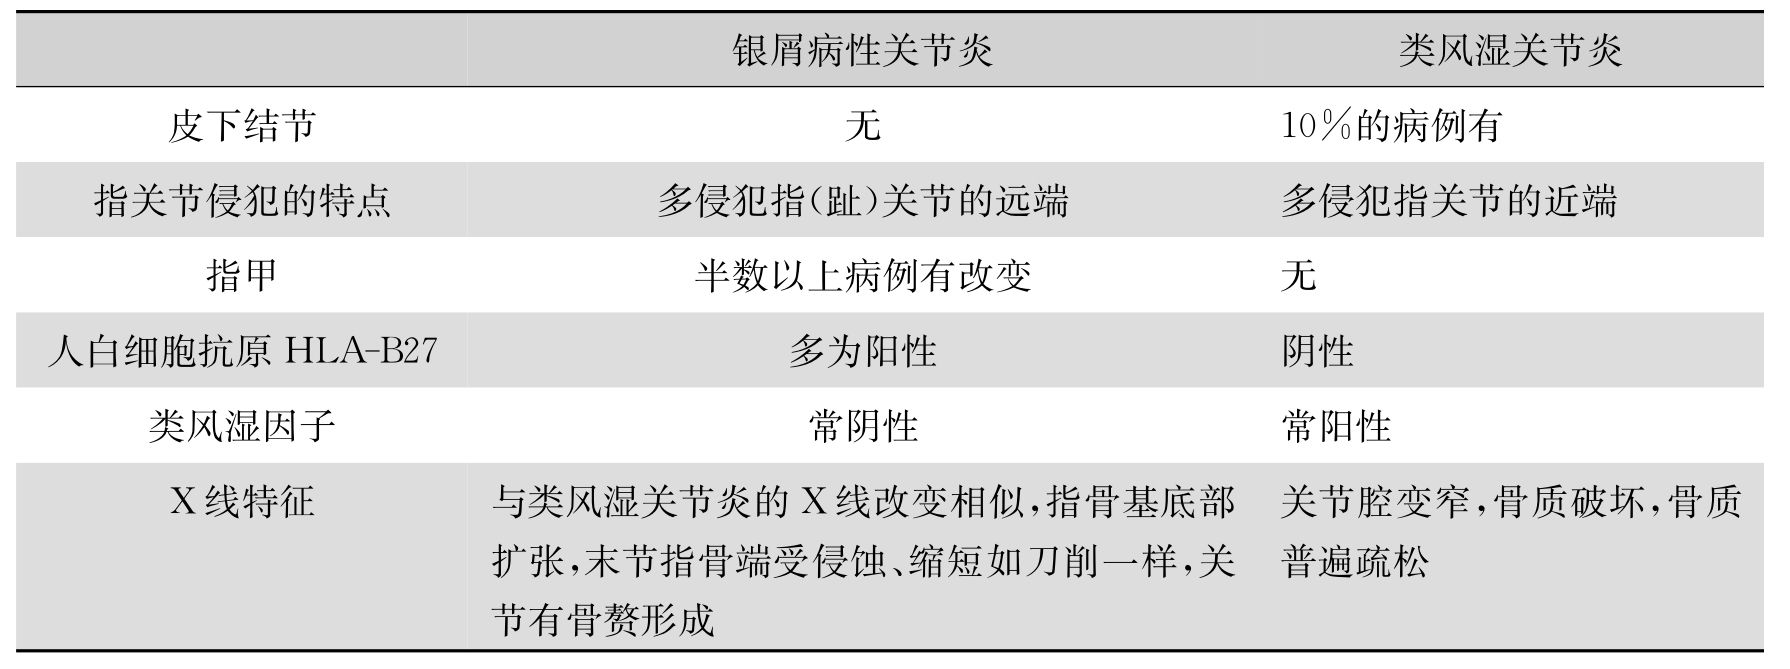 银屑病性关节炎 类风湿关节炎
皮下结节 无 10%的病例有
指关节侵犯的特点 多侵犯指(趾)关节的远端 多侵犯指关节的近端
指甲 半数以上病例有改变 无
人白细胞抗原 HLA-B27 多为阳性 阴性
类风湿因子 常阴性 常阳性
X线特征 与类风湿关节炎的X线改变相似,指骨基底部 关节腔变窄,骨质破坏,骨质
扩张,末节指骨端受侵蚀、缩短如刀削一样,关 普遍疏松
节有骨赘形成